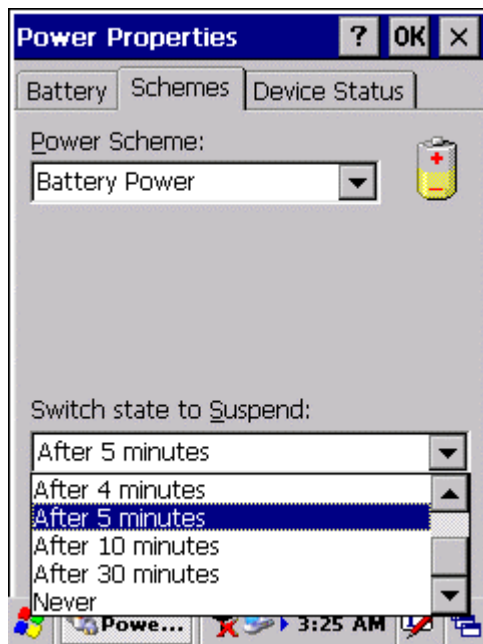 Power Properties ? OK ×
Battery Schemes Device Status
Power Scheme:
Battery Power
Switch state to Suspend:
After 5 minutes
After 4 minutes
After 5 minutes
After 10 minutes
After 30 minutes
Never
Powe... 3:25 AM